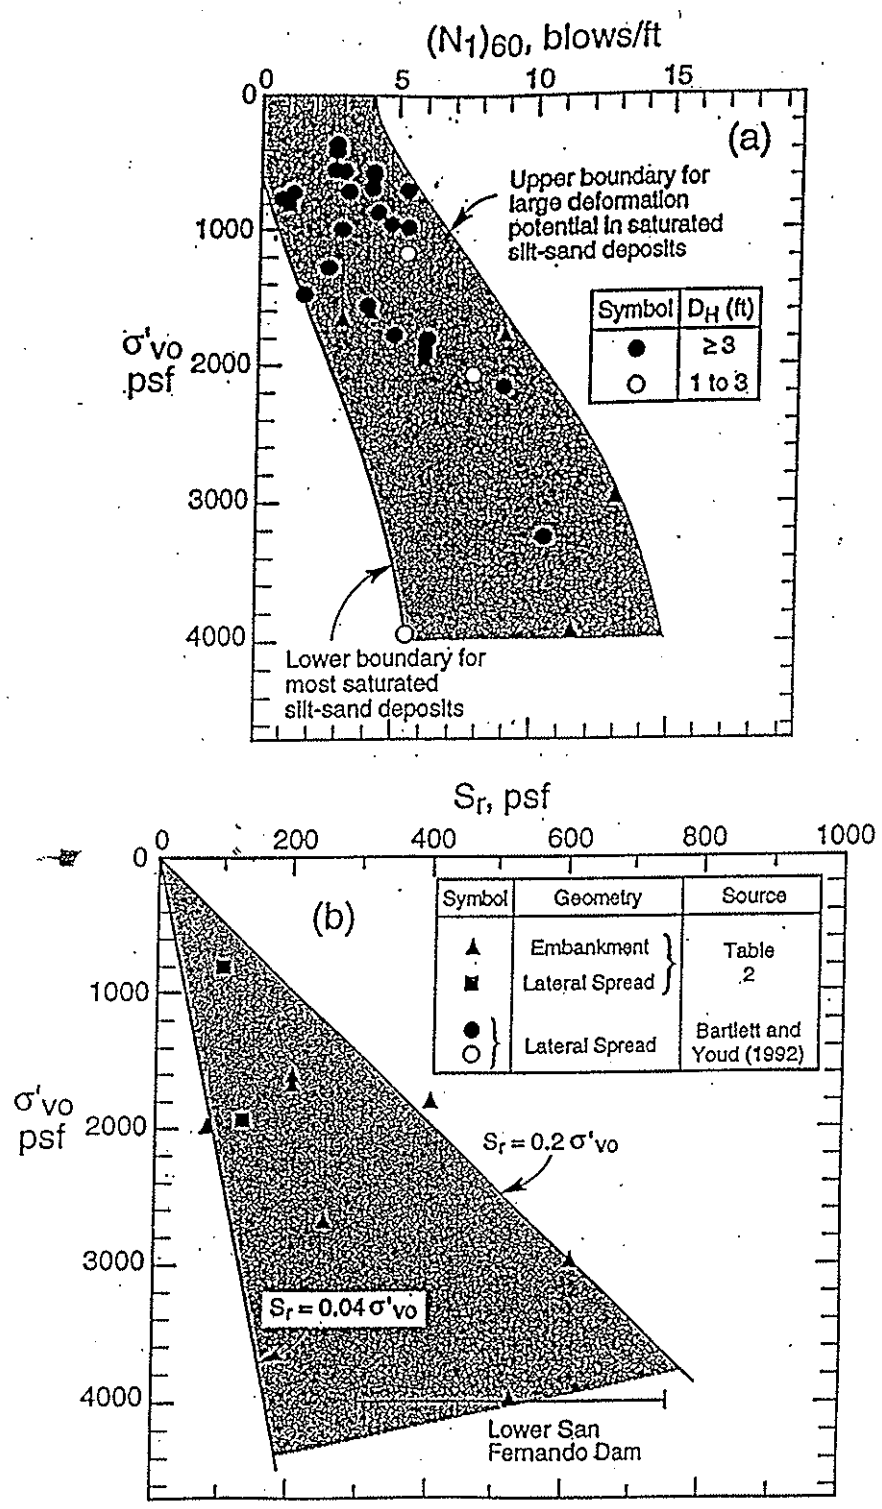 (N1)60, blows/ft
0 5 10 15
0
(a)
Upper boundary for
large deformation
potential in saturated
silt-sand deposits
1000
Symbol DH (ft)
≥3
1 to 3
σ'vo
psf
2000
3000
4000
Lower boundary for
most saturated
silt-sand deposits
Sr, psf
0 200 400 600 800 1000
0
(b)
Symbol Geometry Source
Embankment
Lateral Spread
Table
2
Lateral Spread
Bartlett and
Youd (1992)
1000
σ'vo
psf
2000
Sr = 0.2 σ'vo
3000
Sr = 0.04 σ'vo
4000
Lower San
Fernando Dam